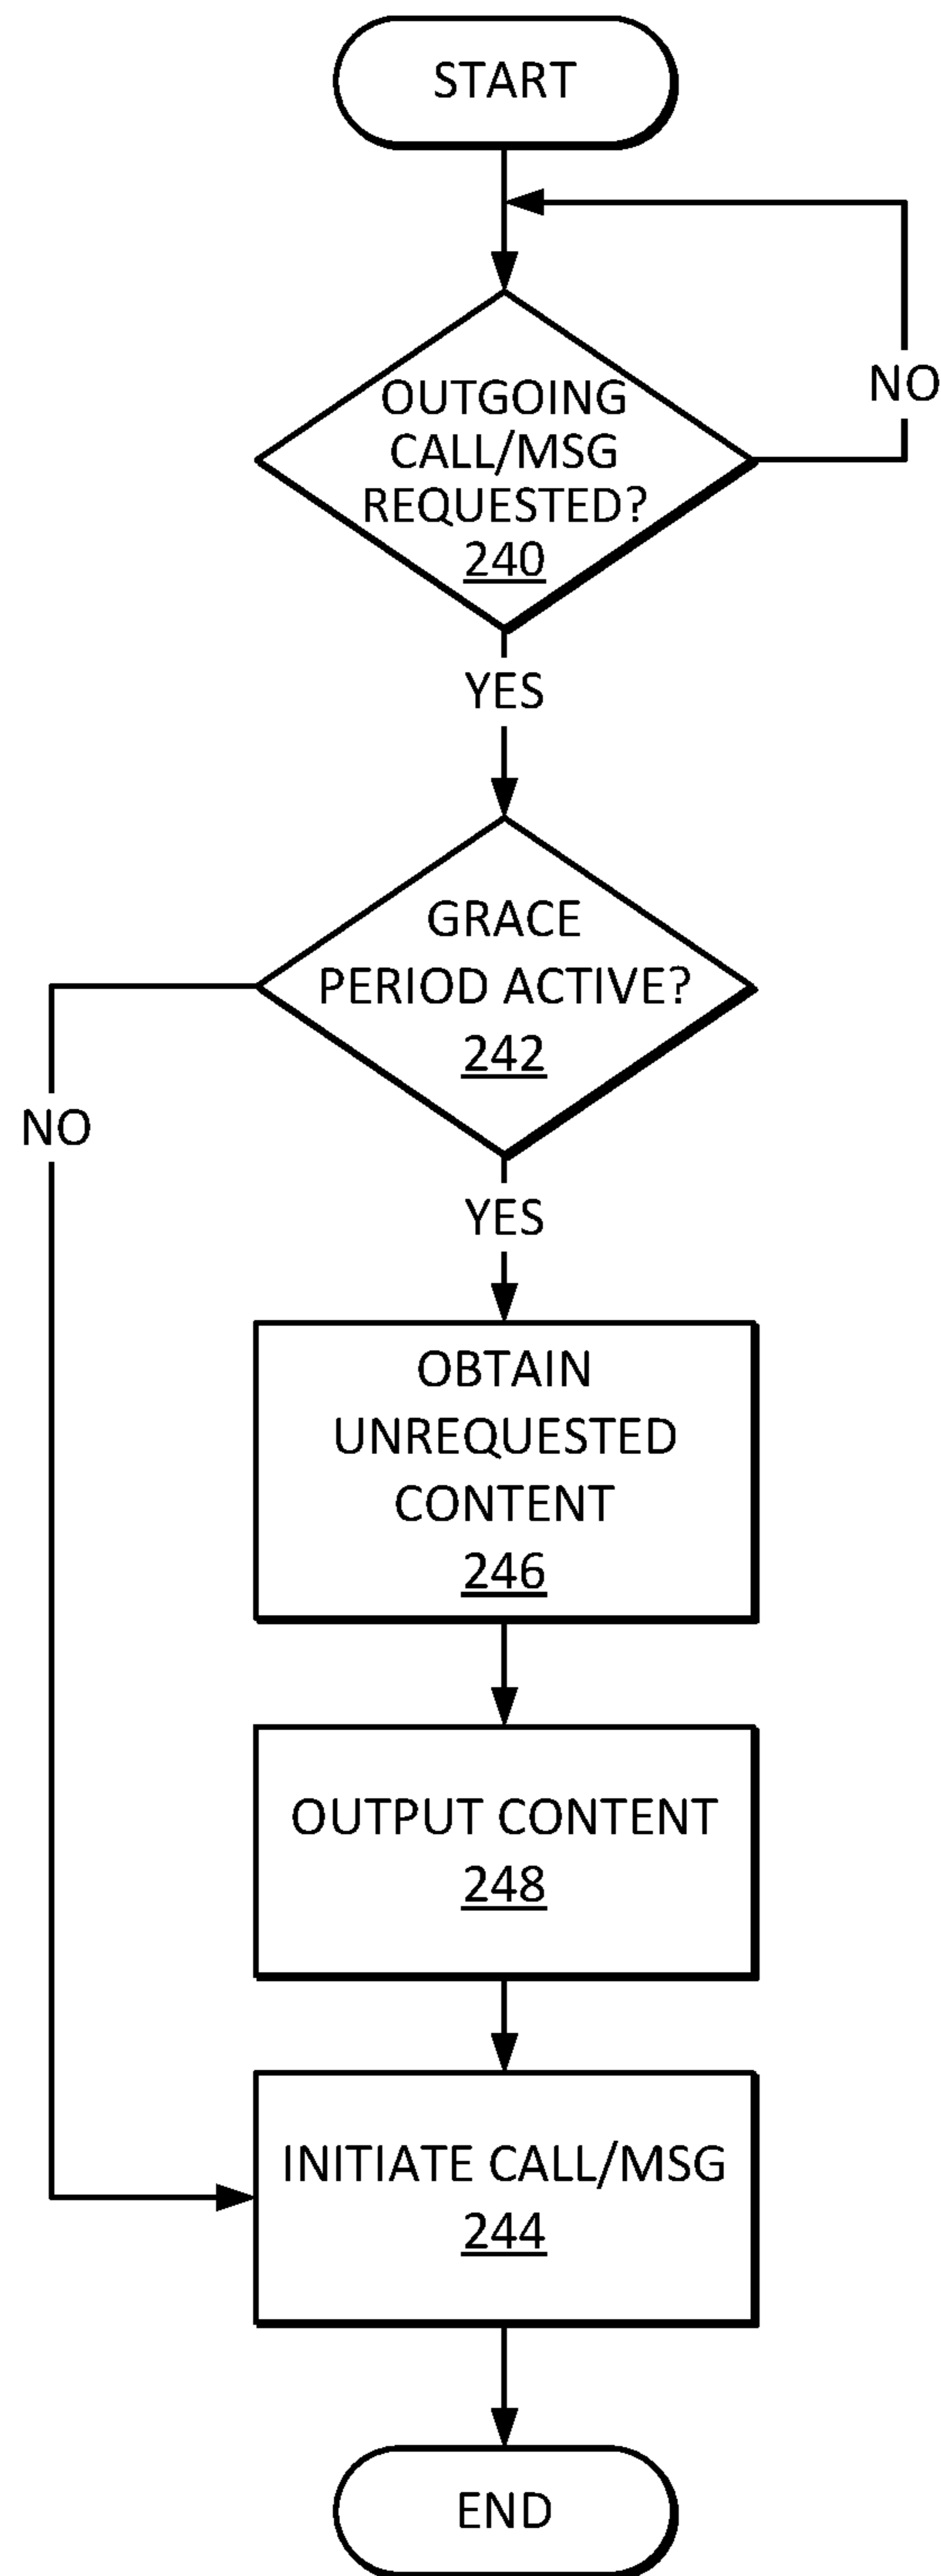 START
OUTGOING
CALL/MSG
REQUESTED?
240
NO
YES
GRACE
PERIOD ACTIVE?
242
NO
YES
OBTAIN
UNREQUESTED
CONTENT
246
OUTPUT CONTENT
248
INITIATE CALL/MSG
244
END